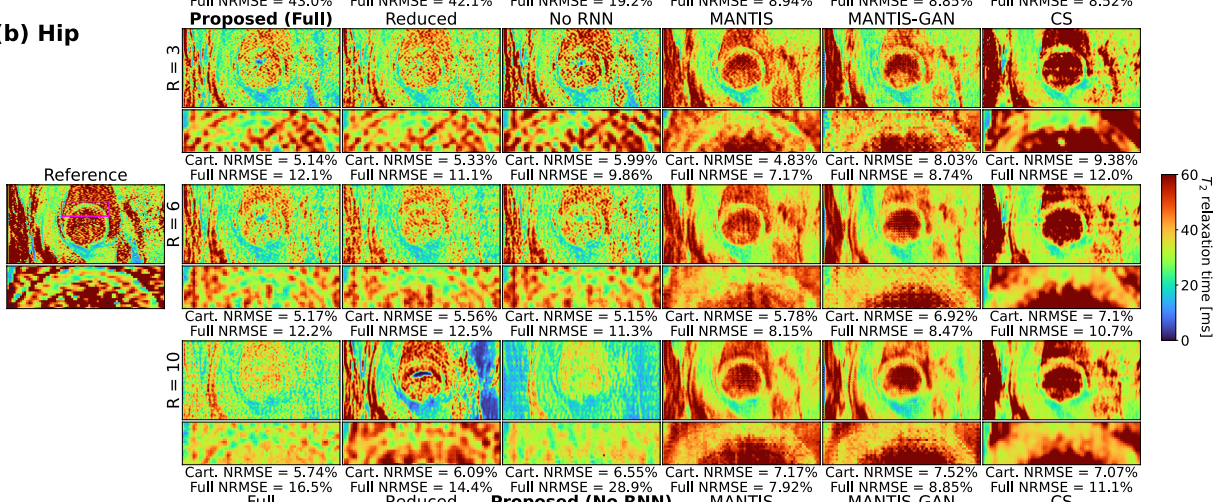 Full NRMSE = 43.0% Full NRMSE = 42.1% Full NRMSE = 19.2% Full NRMSE = 8.94% Full NRMSE = 8.85% Full NRMSE = 8.52%
Proposed (Full) Reduced No RNN MANTIS MANTIS-GAN CS
(b) Hip
R = 3
Cart. NRMSE = 5.14% Cart. NRMSE = 5.33% Cart. NRMSE = 5.99% Cart. NRMSE = 4.83% Cart. NRMSE = 8.03% Cart. NRMSE = 9.38%
Full NRMSE = 12.1% Full NRMSE = 11.1% Full NRMSE = 9.86% Full NRMSE = 7.17% Full NRMSE = 8.74% Full NRMSE = 12.0%
Reference
R = 6
Cart. NRMSE = 5.17% Cart. NRMSE = 5.56% Cart. NRMSE = 5.15% Cart. NRMSE = 5.78% Cart. NRMSE = 6.92% Cart. NRMSE = 7.1%
Full NRMSE = 12.2% Full NRMSE = 12.5% Full NRMSE = 11.3% Full NRMSE = 8.15% Full NRMSE = 8.47% Full NRMSE = 10.7%
R = 10
Cart. NRMSE = 5.74% Cart. NRMSE = 6.09% Cart. NRMSE = 6.55% Cart. NRMSE = 7.17% Cart. NRMSE = 7.52% Cart. NRMSE = 7.07%
Full NRMSE = 16.5% Full NRMSE = 14.4% Full NRMSE = 28.9% Full NRMSE = 7.92% Full NRMSE = 8.85% Full NRMSE = 11.1%
Full Reduced Proposed (No RNN) MANTIS MANTIS-GAN CS
60
40
20
0
T2 relaxation time [ms]